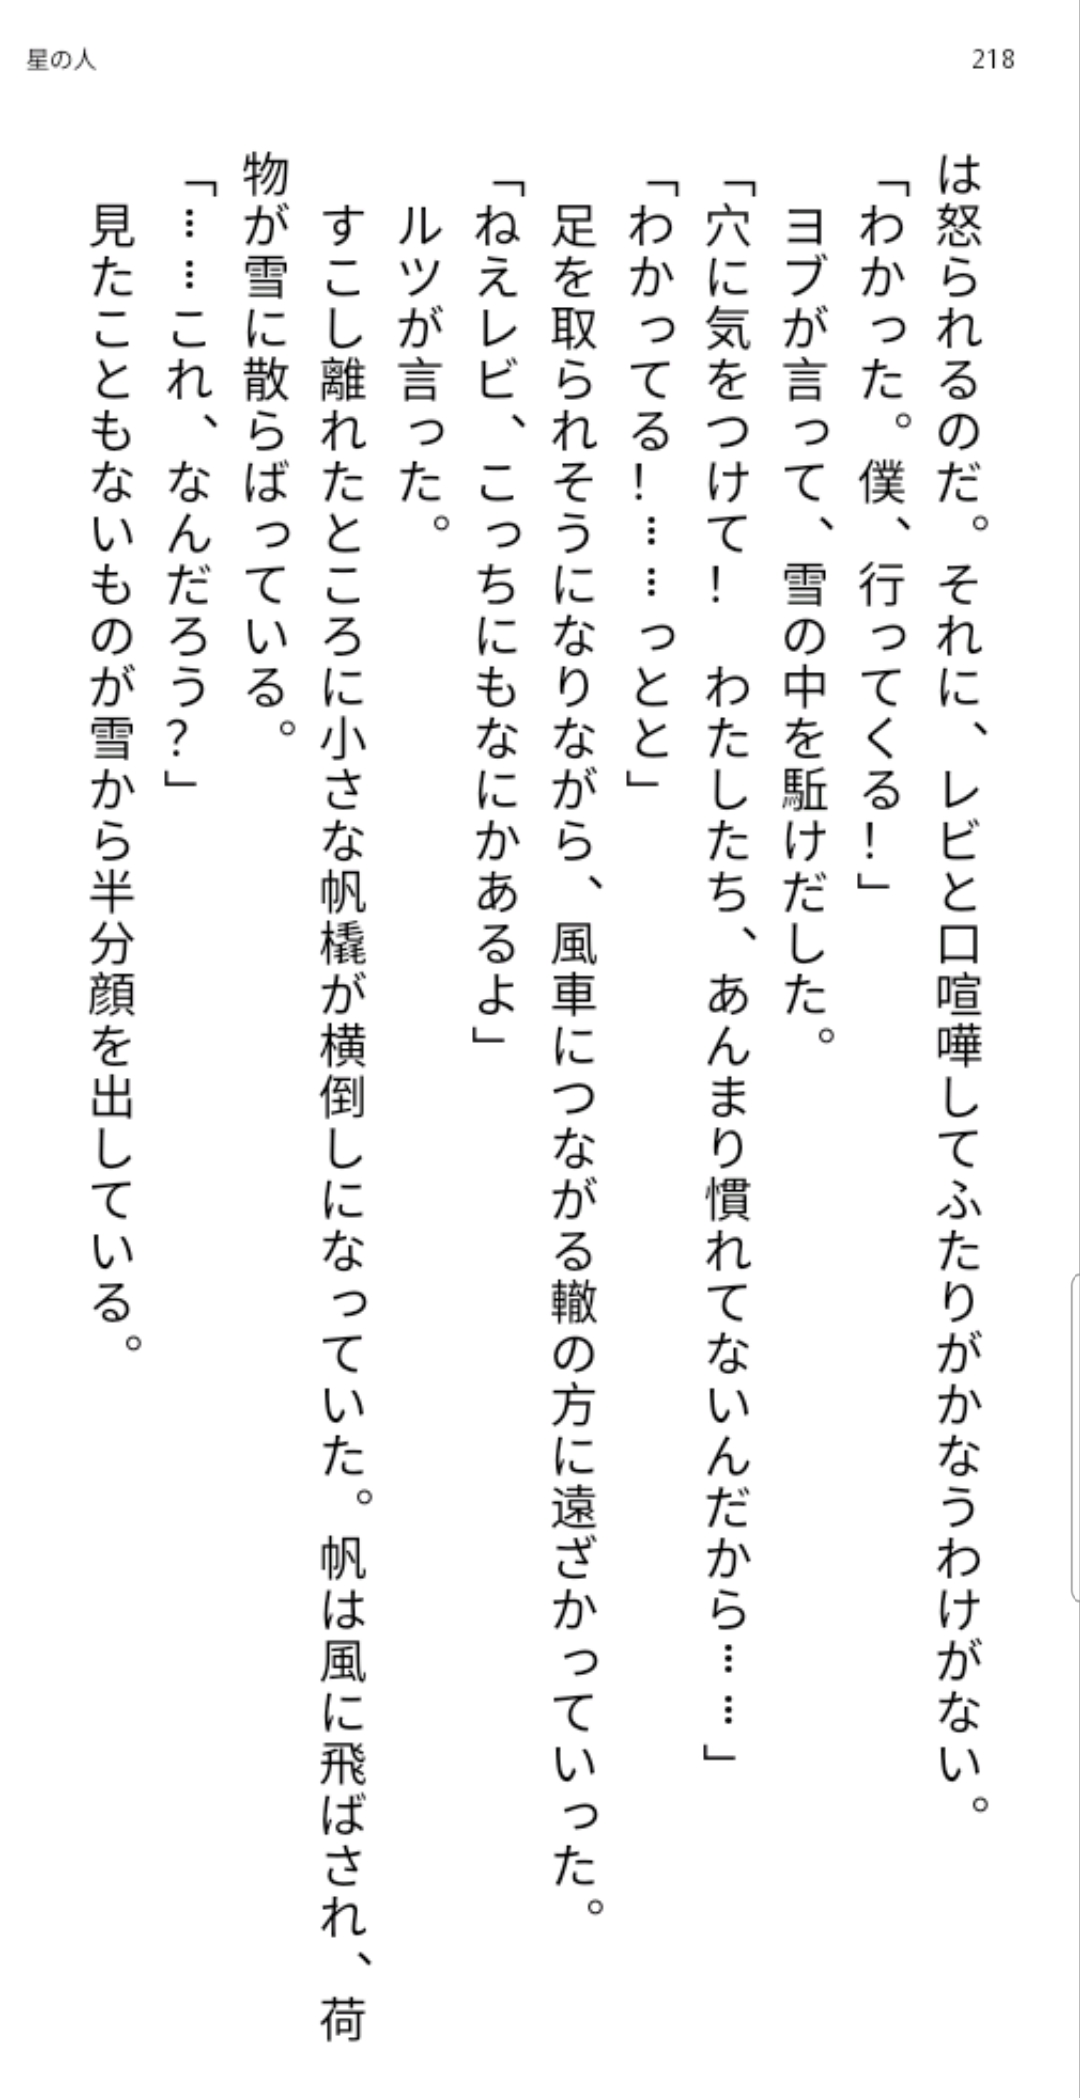 星の人
218
は怒られるのだ。それに、レビと口喧嘩してふたりがかなうわけがない。
「わかった。僕、行ってくる!」
　ヨブが言って、雪の中を駈けだした。
「穴に気をつけて!　わたしたち、あんまり慣れてないんだから……」
「わかってる!……っとと」
　足を取られそうになりながら、風車につながる轍の方に遠ざかっていった。
「ねえレビ、こっちにもなにかあるよ」
　ルツが言った。
　すこし離れたところに小さな帆橇が横倒しになっていた。帆は風に飛ばされ、荷
物が雪に散らばっている。
「……これ、なんだろう?」
　見たこともないものが雪から半分顔を出している。